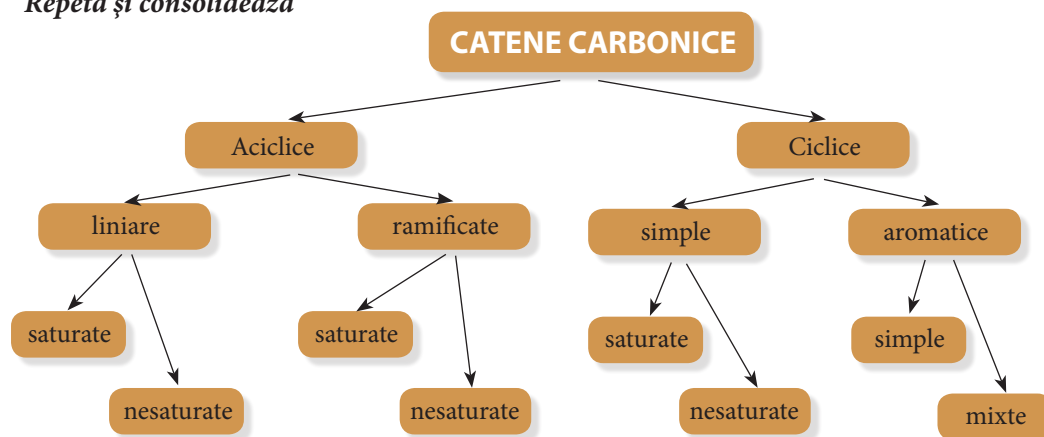 Repetă și consolidează
CATENE CARBONICE
Aciclice
Ciclice
liniare
ramificate
simple
aromatice
saturate
saturate
saturate
simple
nesaturate
nesaturate
nesaturate
mixte